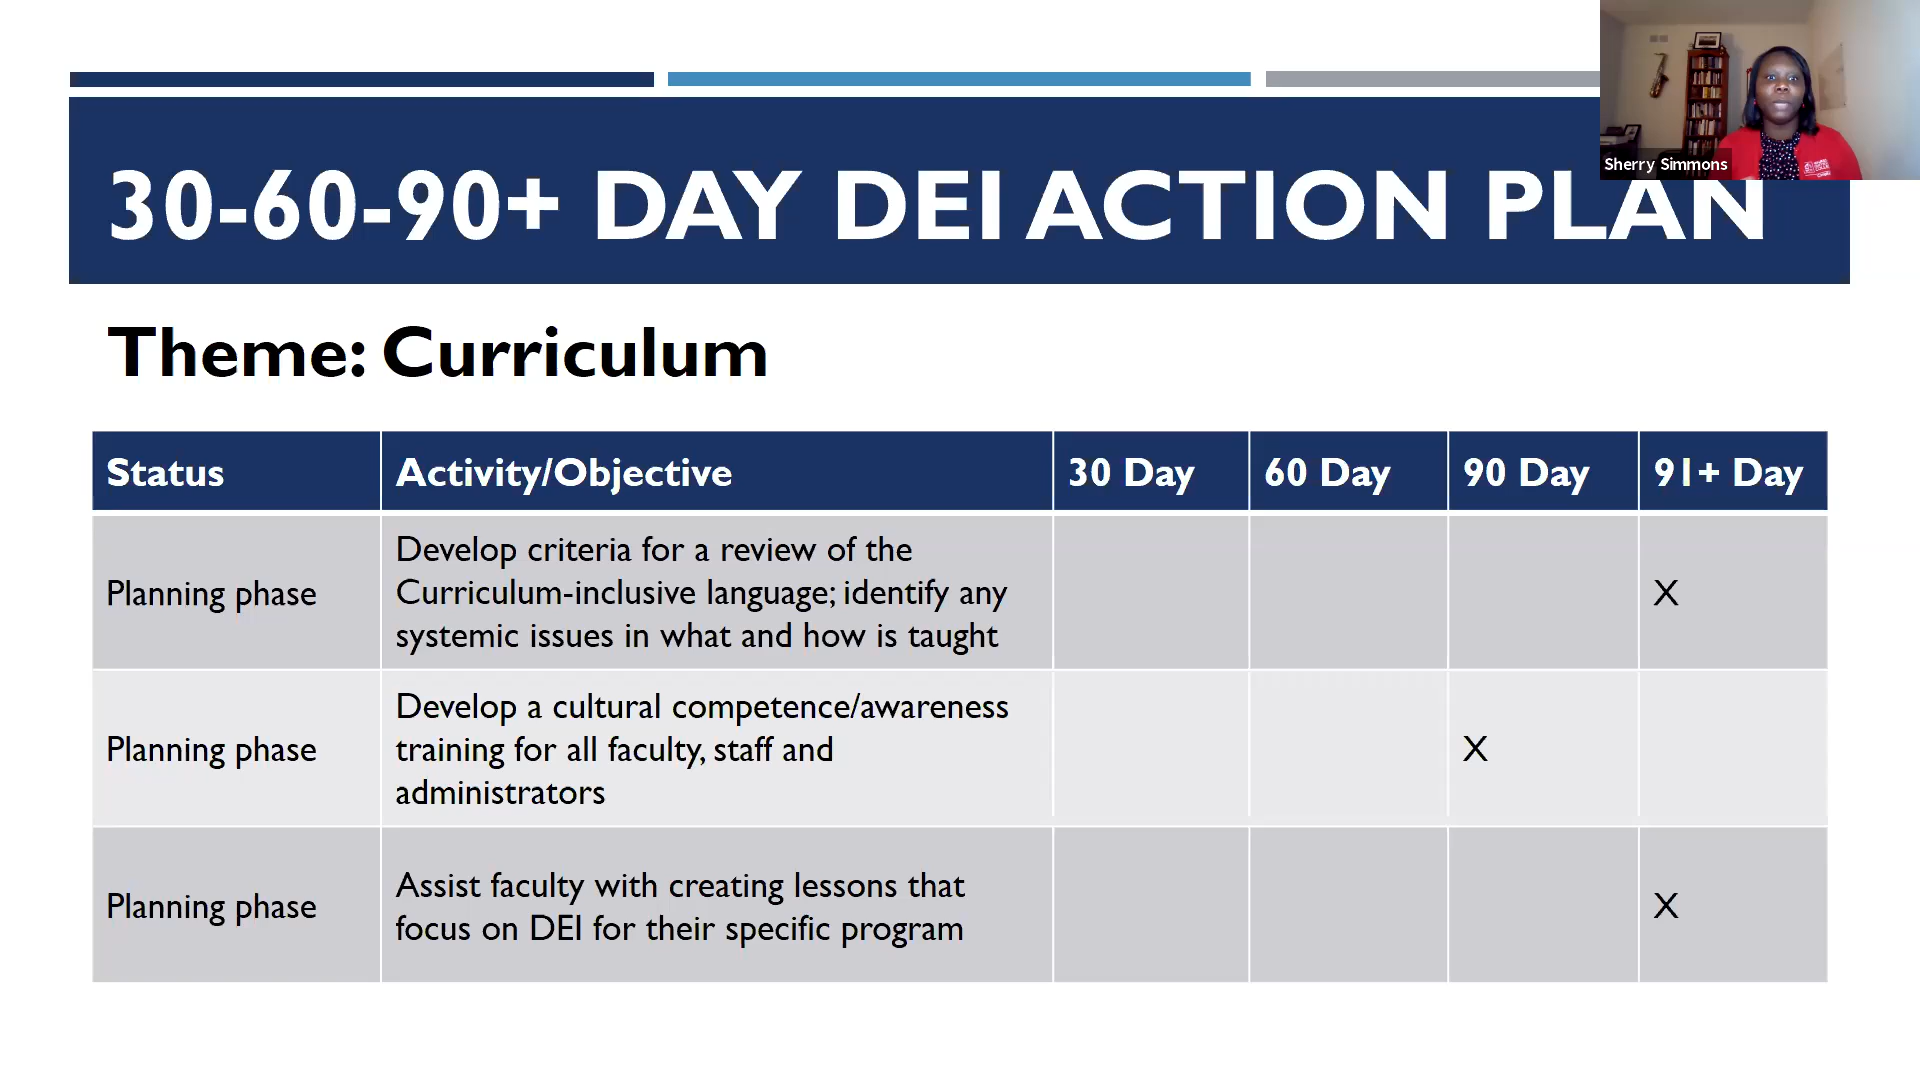 Sherry Simmons
30-60-90+ DAY DEI ACTION PLAN
Theme: Curriculum
Status Activity/Objective 30 Day 60 Day 90 Day 91+ Day
Develop criteria for a review of the
Planning phase Curriculum-inclusive language; identify any X
systemic issues in what and how is taught
Develop a cultural competence/awareness
Planning phase training for all faculty, staff and X
administrators
Planning phase Assist faculty with creating lessons that X
focus on DEI for their specific program